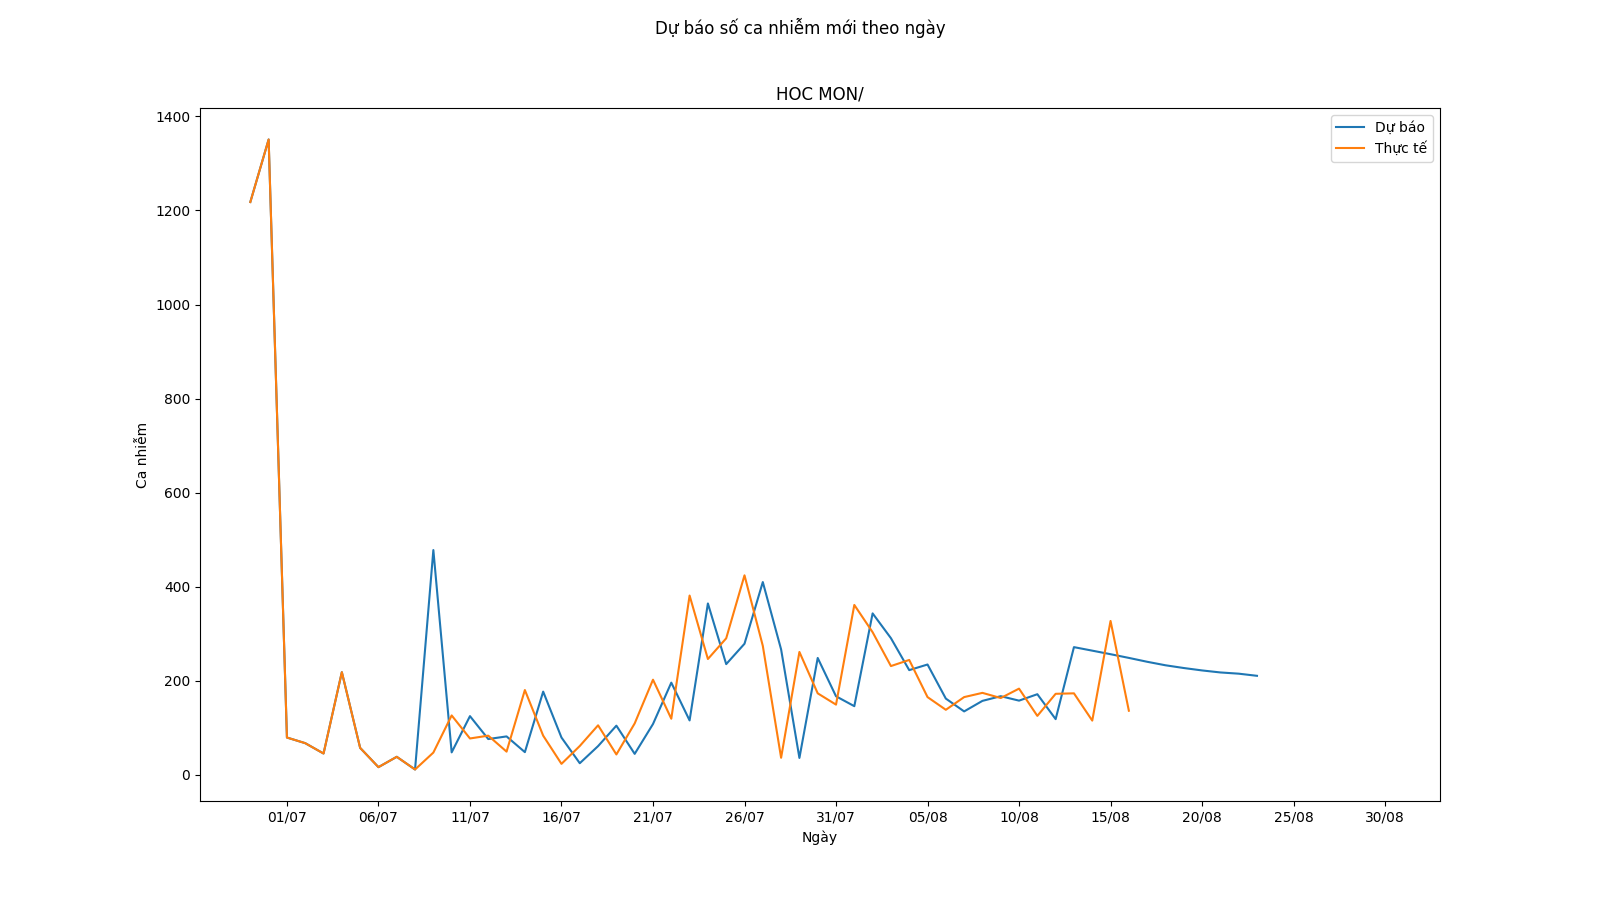 Dự báo số ca nhiễm mới theo ngày
HOC MON/
Dự báo
Thực tế
1400
1200
1000
800
600
400
200
0
Ca nhiễm
01/07 06/07 11/07 16/07 21/07 26/07 31/07 05/08 10/08 15/08 20/08 25/08 30/08
Ngày